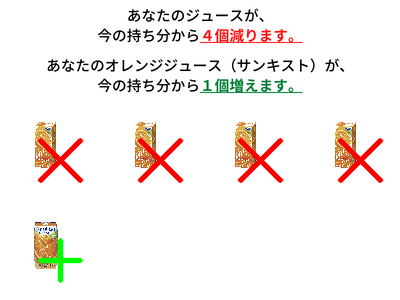 あなたのジュースが、
今の持ち分から４個減ります。
あなたのオレンジジュース（サンキスト）が、
今の持ち分から１個増えます。